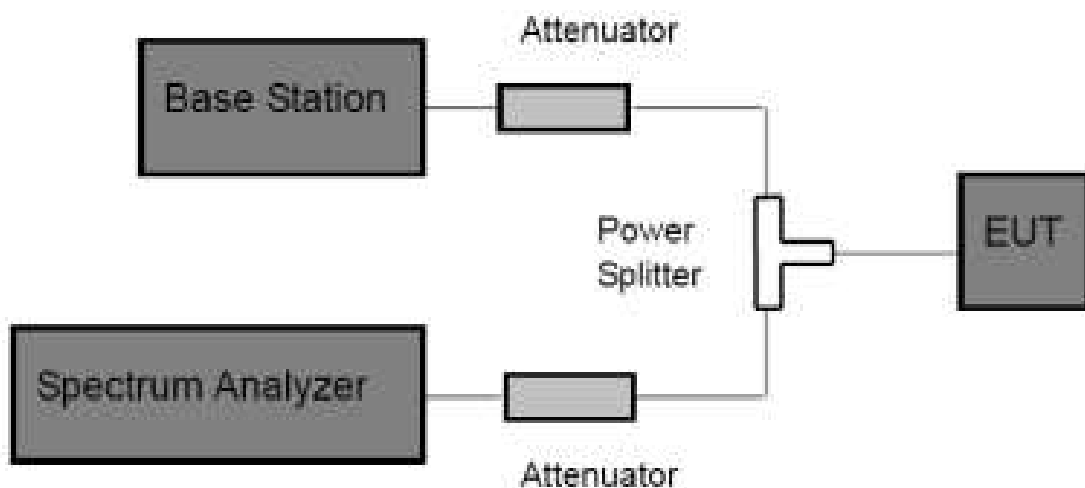 Attenuator
Base Station
Power
Splitter
EUT
Spectrum Analyzer
Attenuator